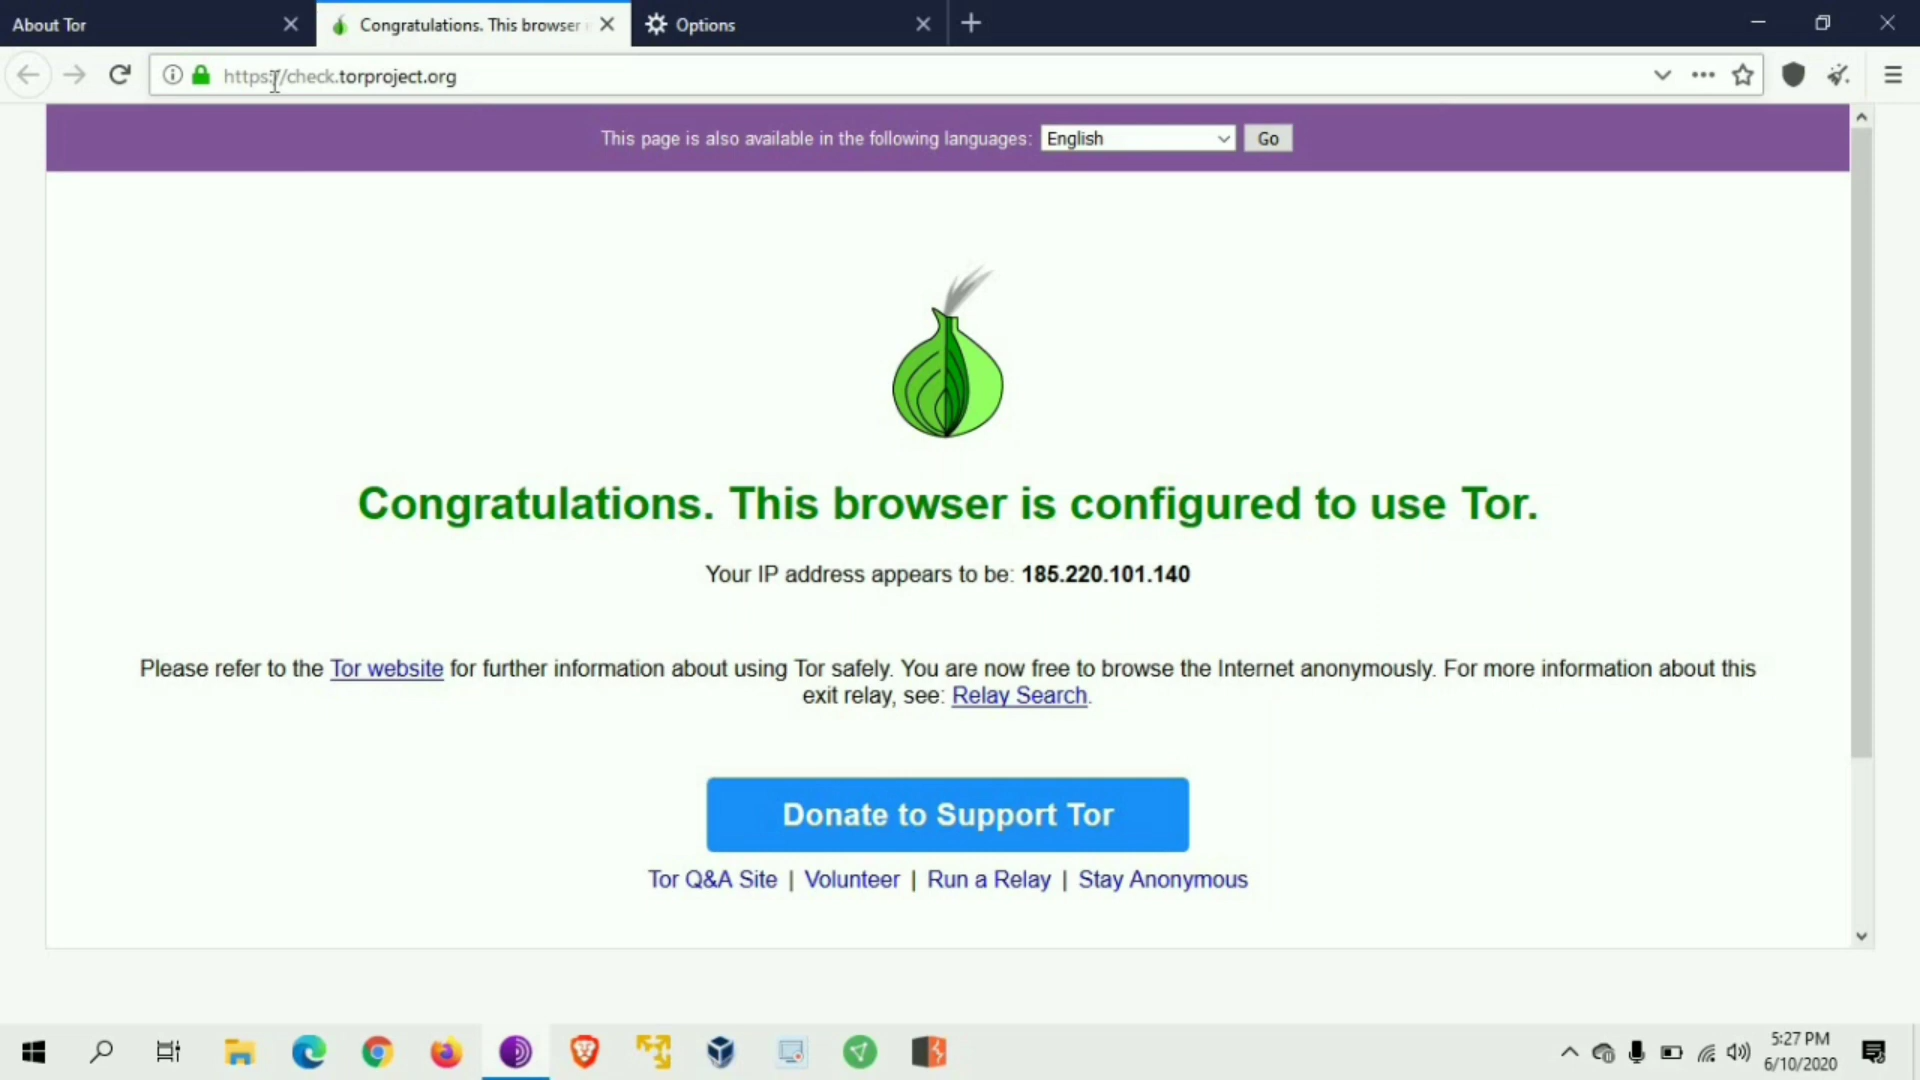 About Tor
Congratulations. This browser
Options
https://check.torproject.org
This page is also available in the following languages: English Go
Congratulations. This browser is configured to use Tor.
Your IP address appears to be: 185.220.101.140
Please refer to the Tor website for further information about using Tor safely. You are now free to browse the Internet anonymously. For more information about this
exit relay, see: Relay Search.
Donate to Support Tor
Tor Q&A Site | Volunteer | Run a Relay | Stay Anonymous
5:27 PM
6/10/2020